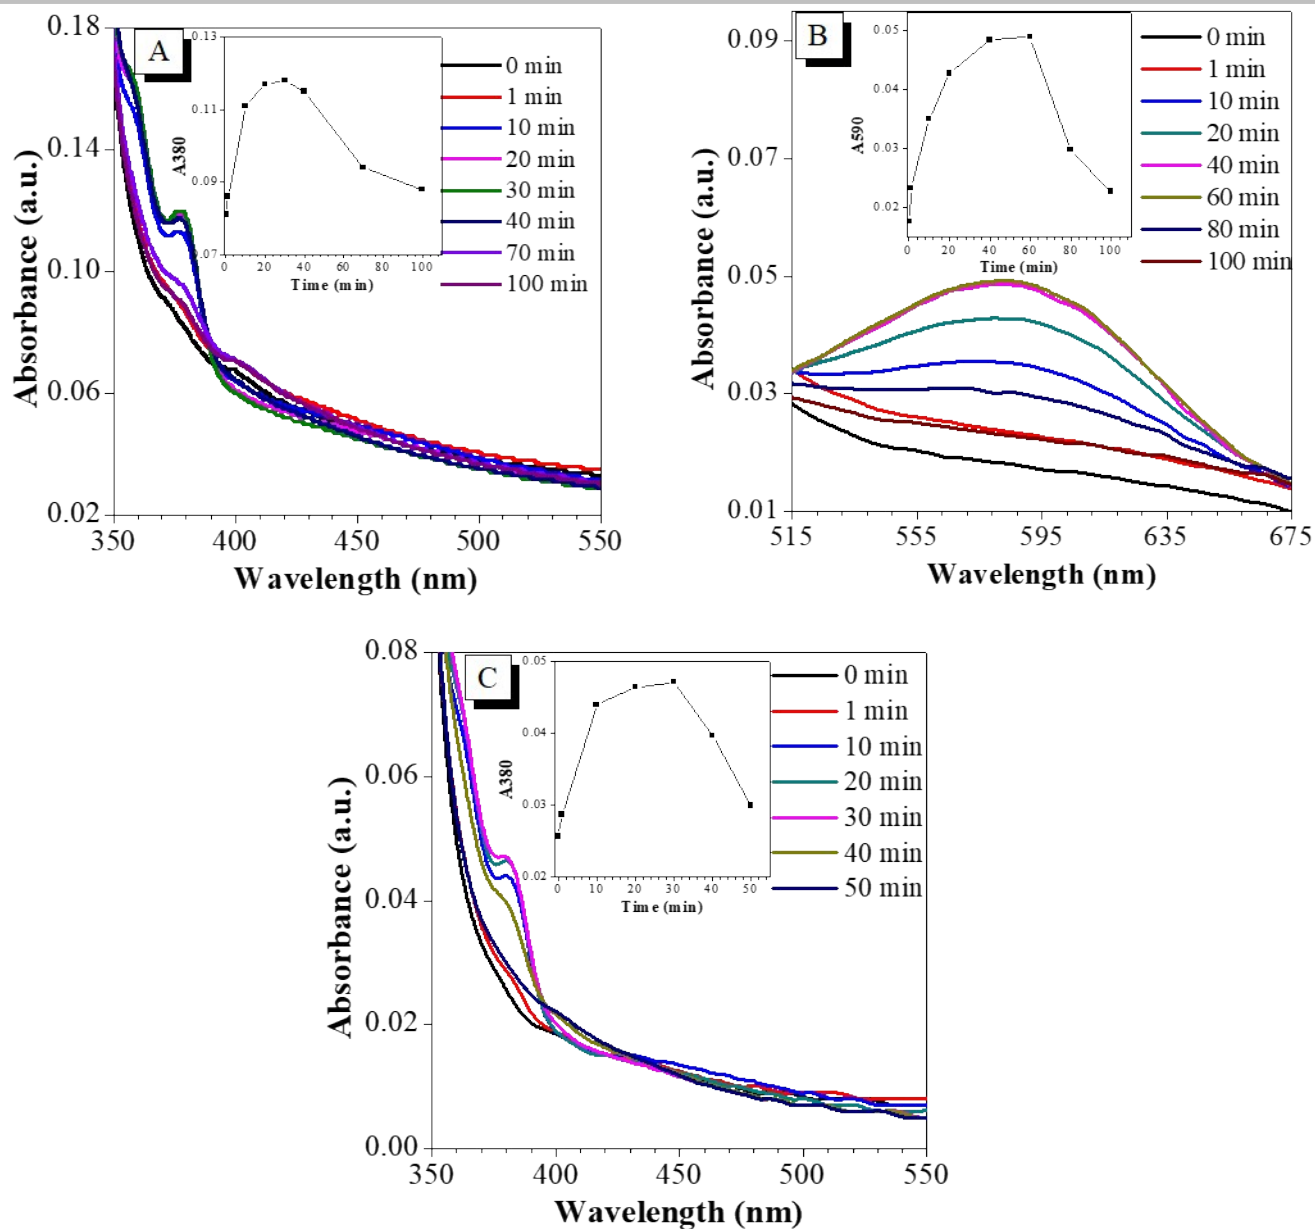 A
Absorbance (a.u.)
0.18
0.14
0.10
0.06
0.02
350
400
450
500
550
Wavelength (nm)
0 min
1 min
10 min
20 min
30 min
40 min
70 min
100 min
A380
0.13
0.11
0.09
0.07
0
20
40
60
80
100
Time (min)
B
Absorbance (a.u.)
0.09
0.07
0.05
0.03
0.01
515
555
595
635
675
Wavelength (nm)
0 min
1 min
10 min
20 min
40 min
60 min
80 min
100 min
A590
0.05
0.04
0.03
0.02
0
20
40
60
80
100
Time (min)
C
Absorbance (a.u.)
0.08
0.06
0.04
0.02
0.00
350
400
450
500
550
Wavelength (nm)
0 min
1 min
10 min
20 min
30 min
40 min
50 min
A380
0.05
0.04
0.03
0.02
0
10
20
30
40
50
Time (min)